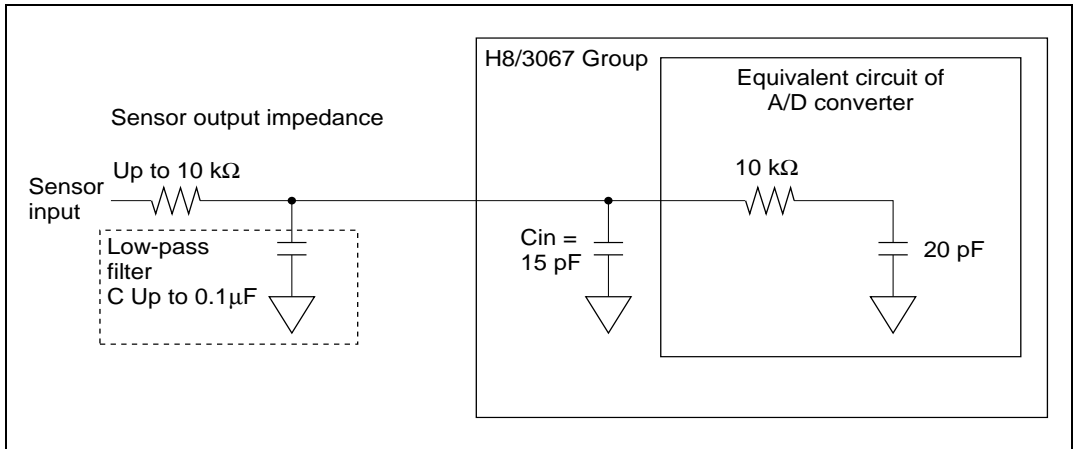 H8/3067 Group
Equivalent circuit of
A/D converter
Sensor output impedance
Up to 10 kΩ
10 kΩ
Sensor
input
Low-pass
filter
C Up to 0.1μF
Cin =
15 pF
20 pF